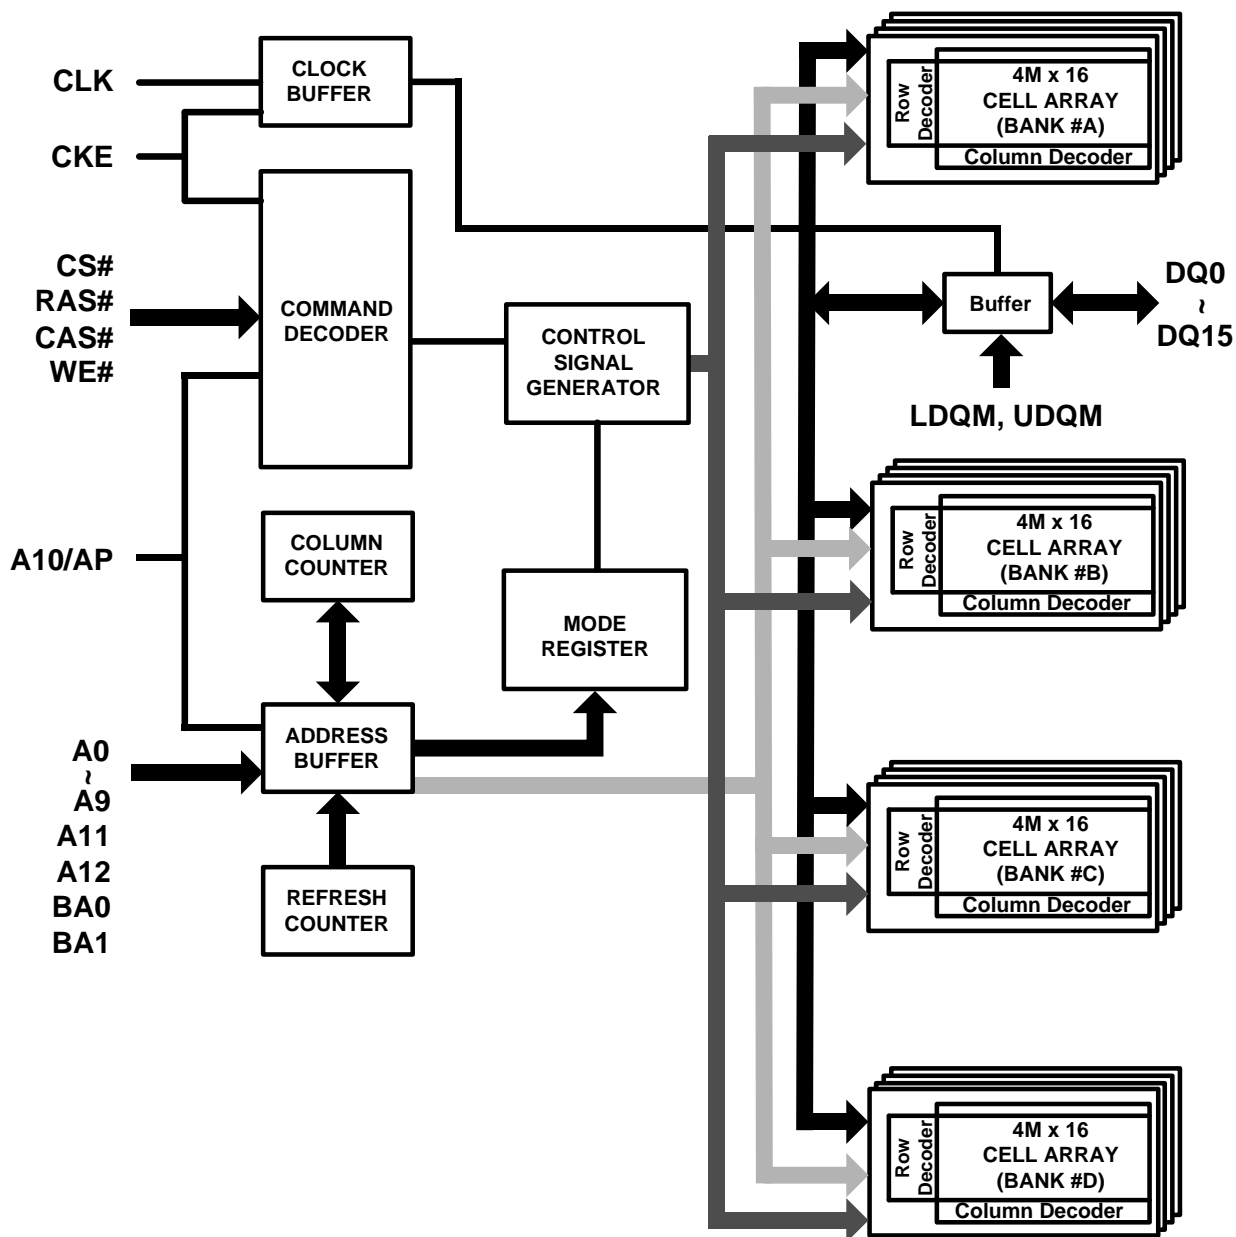 CLK
CKE
CS#
RAS#
CAS#
WE#
A10/AP
A0
~
A9
A11
A12
BA0
BA1
CLOCK
BUFFER
COMMAND
DECODER
COLUMN
COUNTER
ADDRESS
BUFFER
REFRESH
COUNTER
CONTROL
SIGNAL
GENERATOR
MODE
REGISTER
Row
Decoder
4M x 16
CELL ARRAY
(BANK #A)
Column Decoder
Buffer
DQ0
~
DQ15
LDQM, UDQM
Row
Decoder
4M x 16
CELL ARRAY
(BANK #B)
Column Decoder
Row
Decoder
4M x 16
CELL ARRAY
(BANK #C)
Column Decoder
Row
Decoder
4M x 16
CELL ARRAY
(BANK #D)
Column Decoder